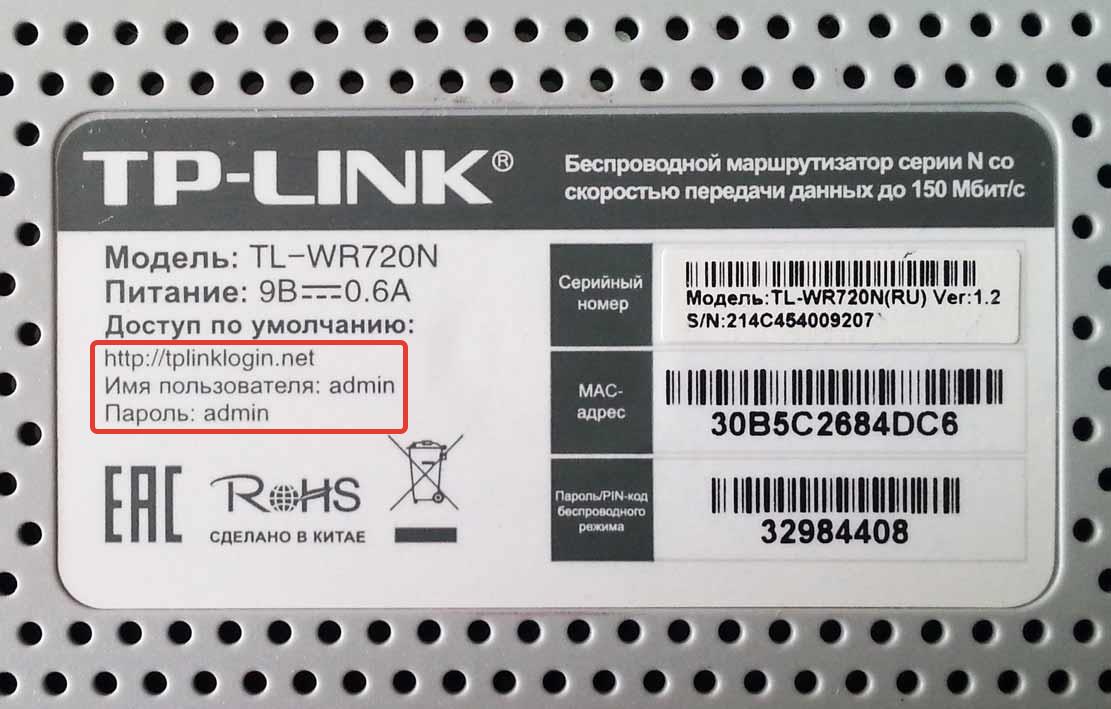 TP-LINK®
Беспроводной маршрутизатор серии N со
скоростью передачи данных до 150 Мбит/с
Модель: TL-WR720N
Питание: 9В⎓0.6А
Доступ по умолчанию:
http://tplinklogin.net
Имя пользователя: admin
Пароль: admin
EAC
RoHS
СДЕЛАНО В КИТАЕ
Серийный
номер
Модель:TL-WR720N(RU) Ver:1.2
S/N:214C454009207
MAC-
адрес
30B5C2684DC6
Пароль/PIN-код
беспроводного
режима
32984408